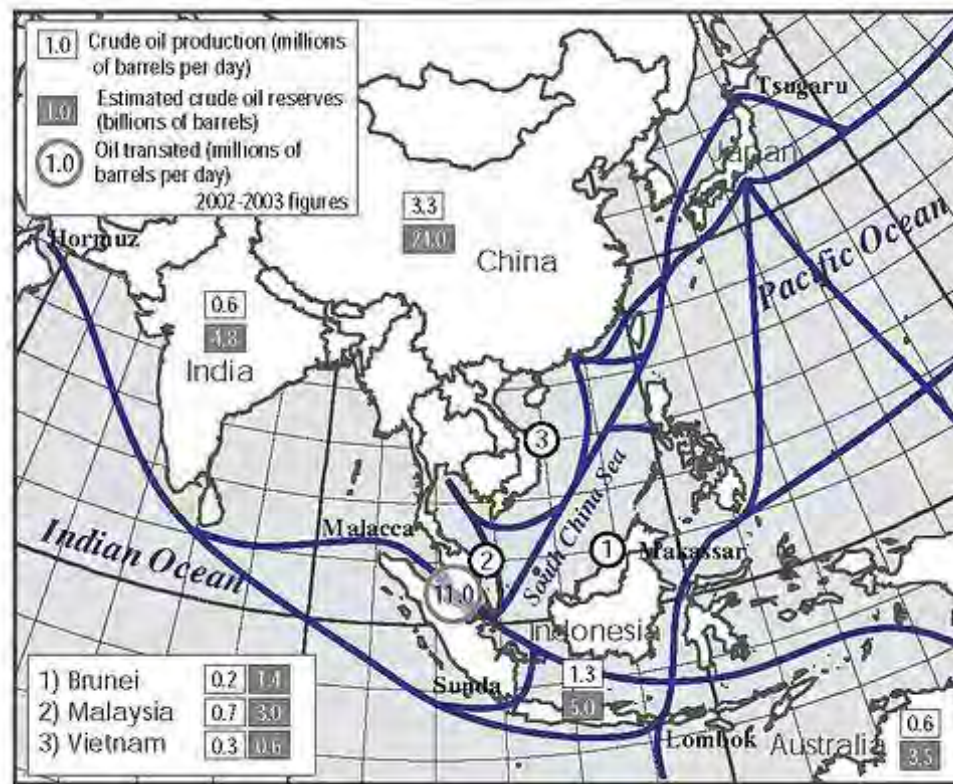 1.0 Crude oil production (millions
of barrels per day)
1.0 Estimated crude oil reserves
(billions of barrels)
1.0 Oil transited (millions of
barrels per day)
2002-2003 figures
Tsugaru
Japan
Hormuz
3.3
24.0
China
Pacific Ocean
0.6
4.8
India
3
South China Sea
Malacca
Indian Ocean
2
1
Makassar
11.0
Indonesia
1.3
5.0
Sunda
Lombok
Australia
0.6
3.5
1) Brunei 0.2 1.4
2) Malaysia 0.7 3.0
3) Vietnam 0.3 0.6